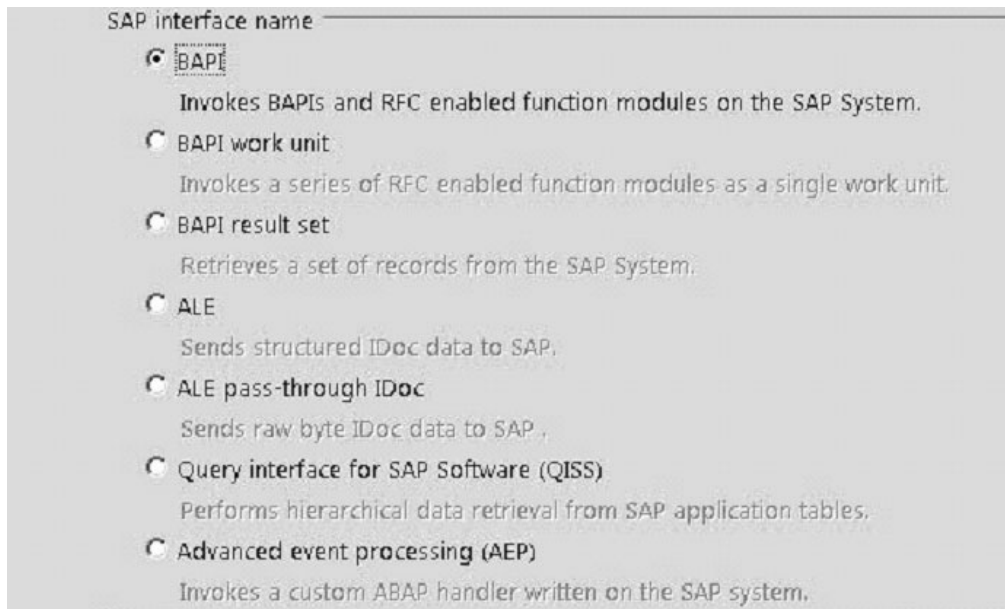 SAP interface name
BAPI
Invokes BAPIs and RFC enabled function modules on the SAP System.
BAPI work unit
Invokes a series of RFC enabled function modules as a single work unit.
BAPI result set
Retrieves a set of records from the SAP System.
ALE
Sends structured IDoc data to SAP.
ALE pass-through IDoc
Sends raw byte IDoc data to SAP .
Query interface for SAP Software (QISS)
Performs hierarchical data retrieval from SAP application tables.
Advanced event processing (AEP)
Invokes a custom ABAP handler written on the SAP system.